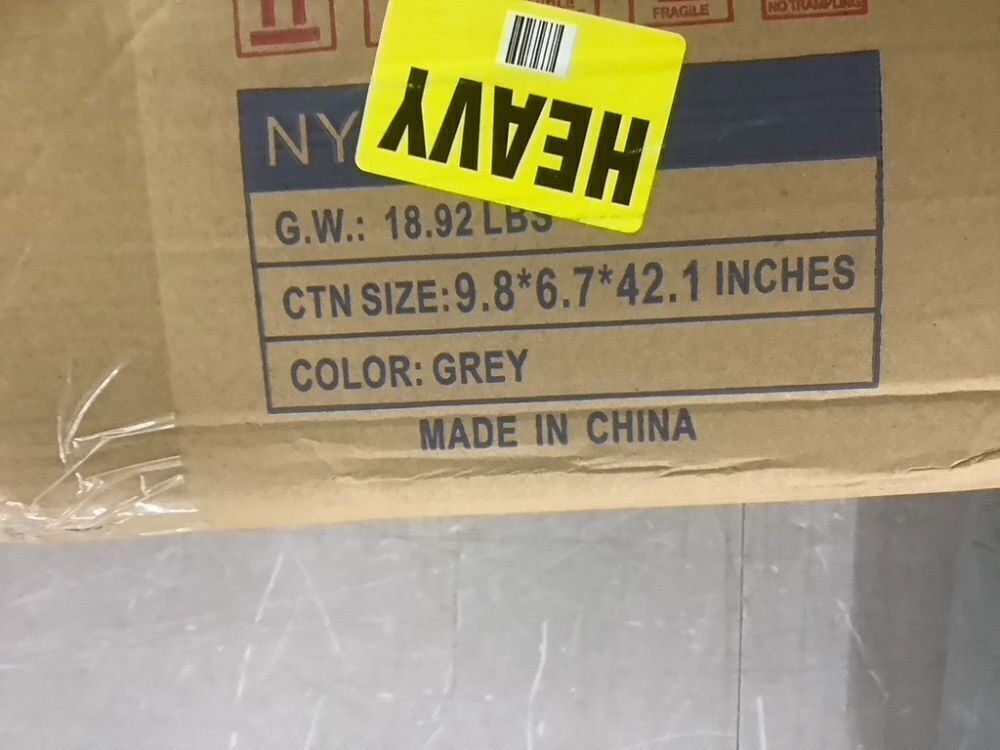 FRAGILE
NO TRAMPLING
HEAVY
NY
G.W.: 18.92 LBS
CTN SIZE:9.8*6.7*42.1 INCHES
COLOR: GREY
MADE IN CHINA